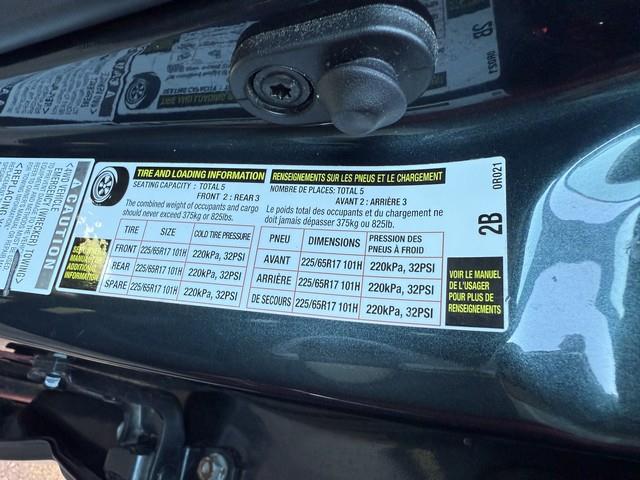 TIRE AND LOADING INFORMATION
SEATING CAPACITY : TOTAL 5
FRONT 2 : REAR 3
The combined weight of occupants and cargo
should never exceed 375kg or 825lbs.
TIRE SIZE COLD TIRE PRESSURE
FRONT 225/65R17 101H 220kPa, 32PSI
REAR 225/65R17 101H 220kPa, 32PSI
SPARE 225/65R17 101H 220kPa, 32PSI
SEE OWNER'S
MANUAL FOR
ADDITIONAL
INFORMATION
RENSEIGNEMENTS SUR LES PNEUS ET LE CHARGEMENT
NOMBRE DE PLACES: TOTAL 5
AVANT 2 : ARRIÈRE 3
Le poids total des occupants et du chargement ne
doit jamais dépasser 375kg ou 825lb.
PNEU DIMENSIONS PRESSION DES
PNEUS À FROID
AVANT 225/65R17 101H 220kPa, 32PSI
ARRIÈRE 225/65R17 101H 220kPa, 32PSI
DE SECOURS 225/65R17 101H 220kPa, 32PSI
VOIR LE MANUEL
DE L'USAGER
POUR PLUS DE
RENSEIGNEMENTS
2B
0R021
CAUTION